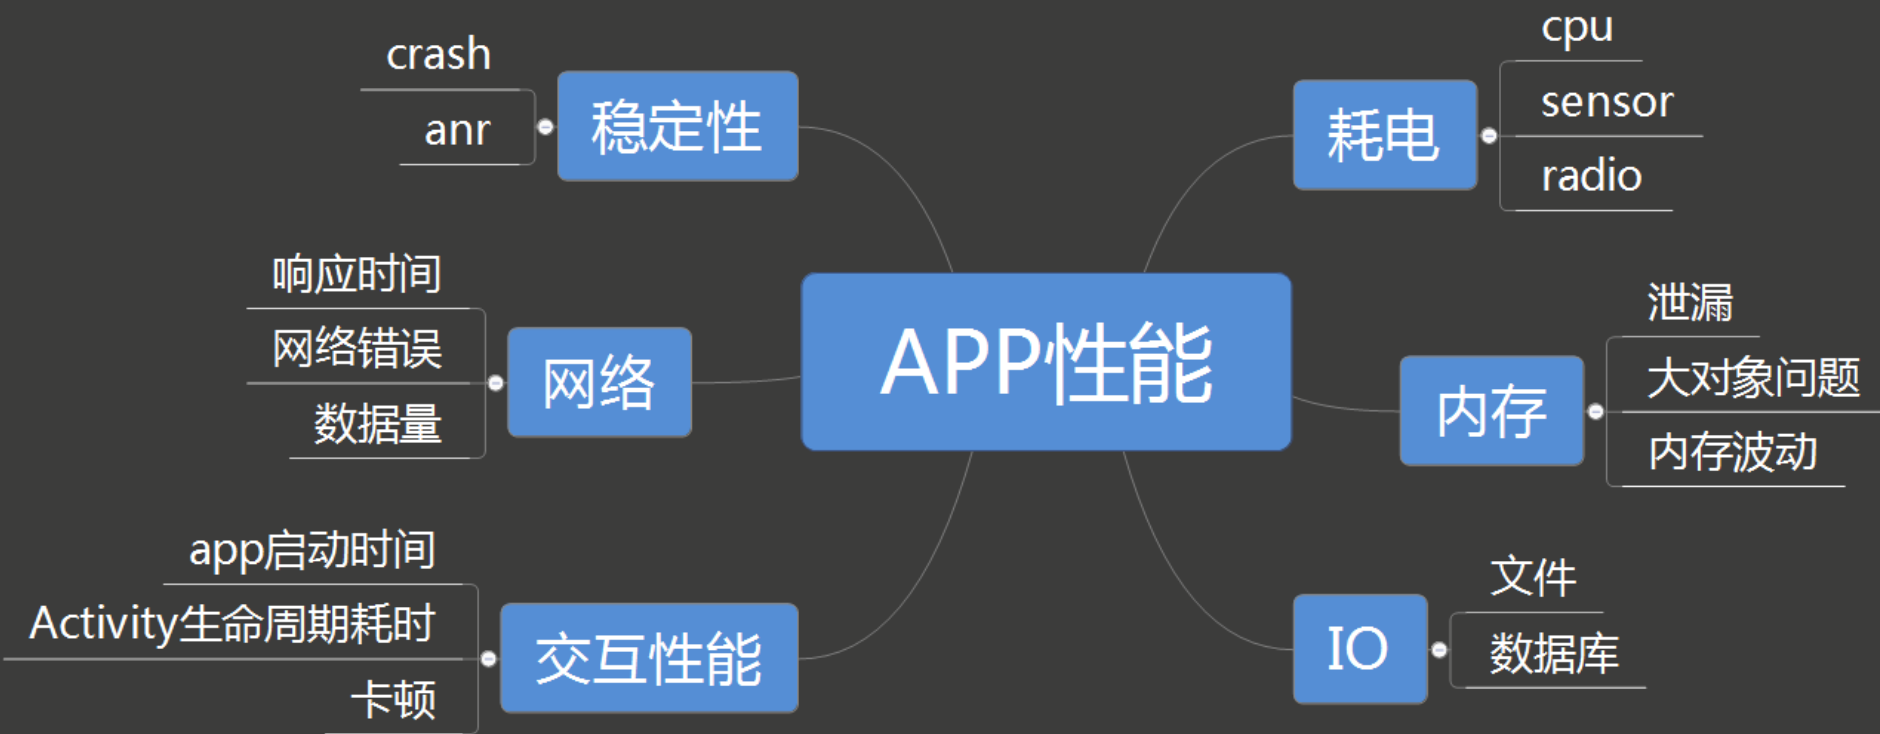 APP性能
稳定性
crash
anr
网络
响应时间
网络错误
数据量
交互性能
app启动时间
Activity生命周期耗时
卡顿
耗电
cpu
sensor
radio
内存
泄漏
大对象问题
内存波动
IO
文件
数据库